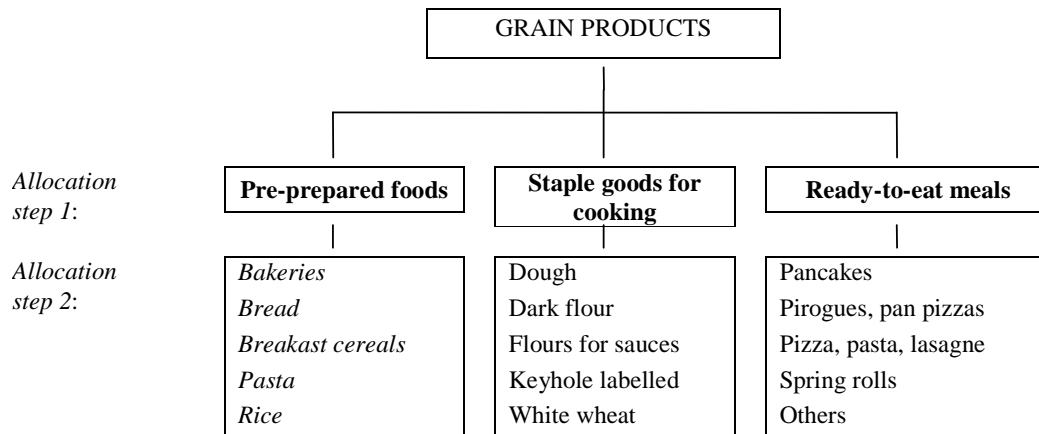 GRAIN PRODUCTS
Allocation
step 1:
Pre-prepared foods
Staple goods for
cooking
Ready-to-eat meals
Allocation
step 2:
Bakeries
Bread
Breakast cereals
Pasta
Rice
Dough
Dark flour
Flours for sauces
Keyhole labelled
White wheat
Pancakes
Pirogues, pan pizzas
Pizza, pasta, lasagne
Spring rolls
Others